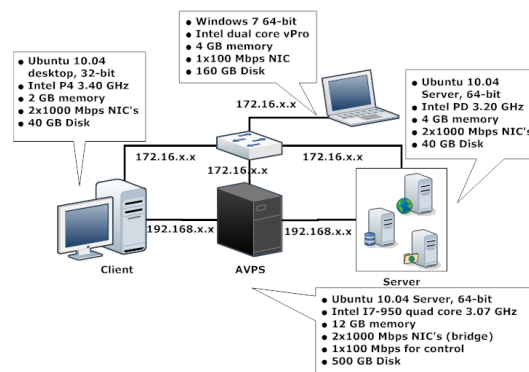 • Windows 7 64-bit
• Intel dual core vPro
• 4 GB memory
• 1x100 Mbps NIC
• 160 GB Disk
• Ubuntu 10.04
desktop, 32-bit
• Intel P4 3.40 GHz
• 2 GB memory
• 2x1000 Mbps NIC's
• 40 GB Disk
• Ubuntu 10.04
Server, 64-bit
• Intel PD 3.20 GHz
• 4 GB memory
• 2x1000 Mbps NIC's
• 40 GB Disk
172.16.x.x
172.16.x.x
172.16.x.x
172.16.x.x
192.168.x.x
192.168.x.x
Client
AVPS
Server
• Ubuntu 10.04 Server, 64-bit
• Intel I7-950 quad core 3.07 GHz
• 12 GB memory
• 2x1000 Mbps NIC's (bridge)
• 1x100 Mbps for control
• 500 GB Disk